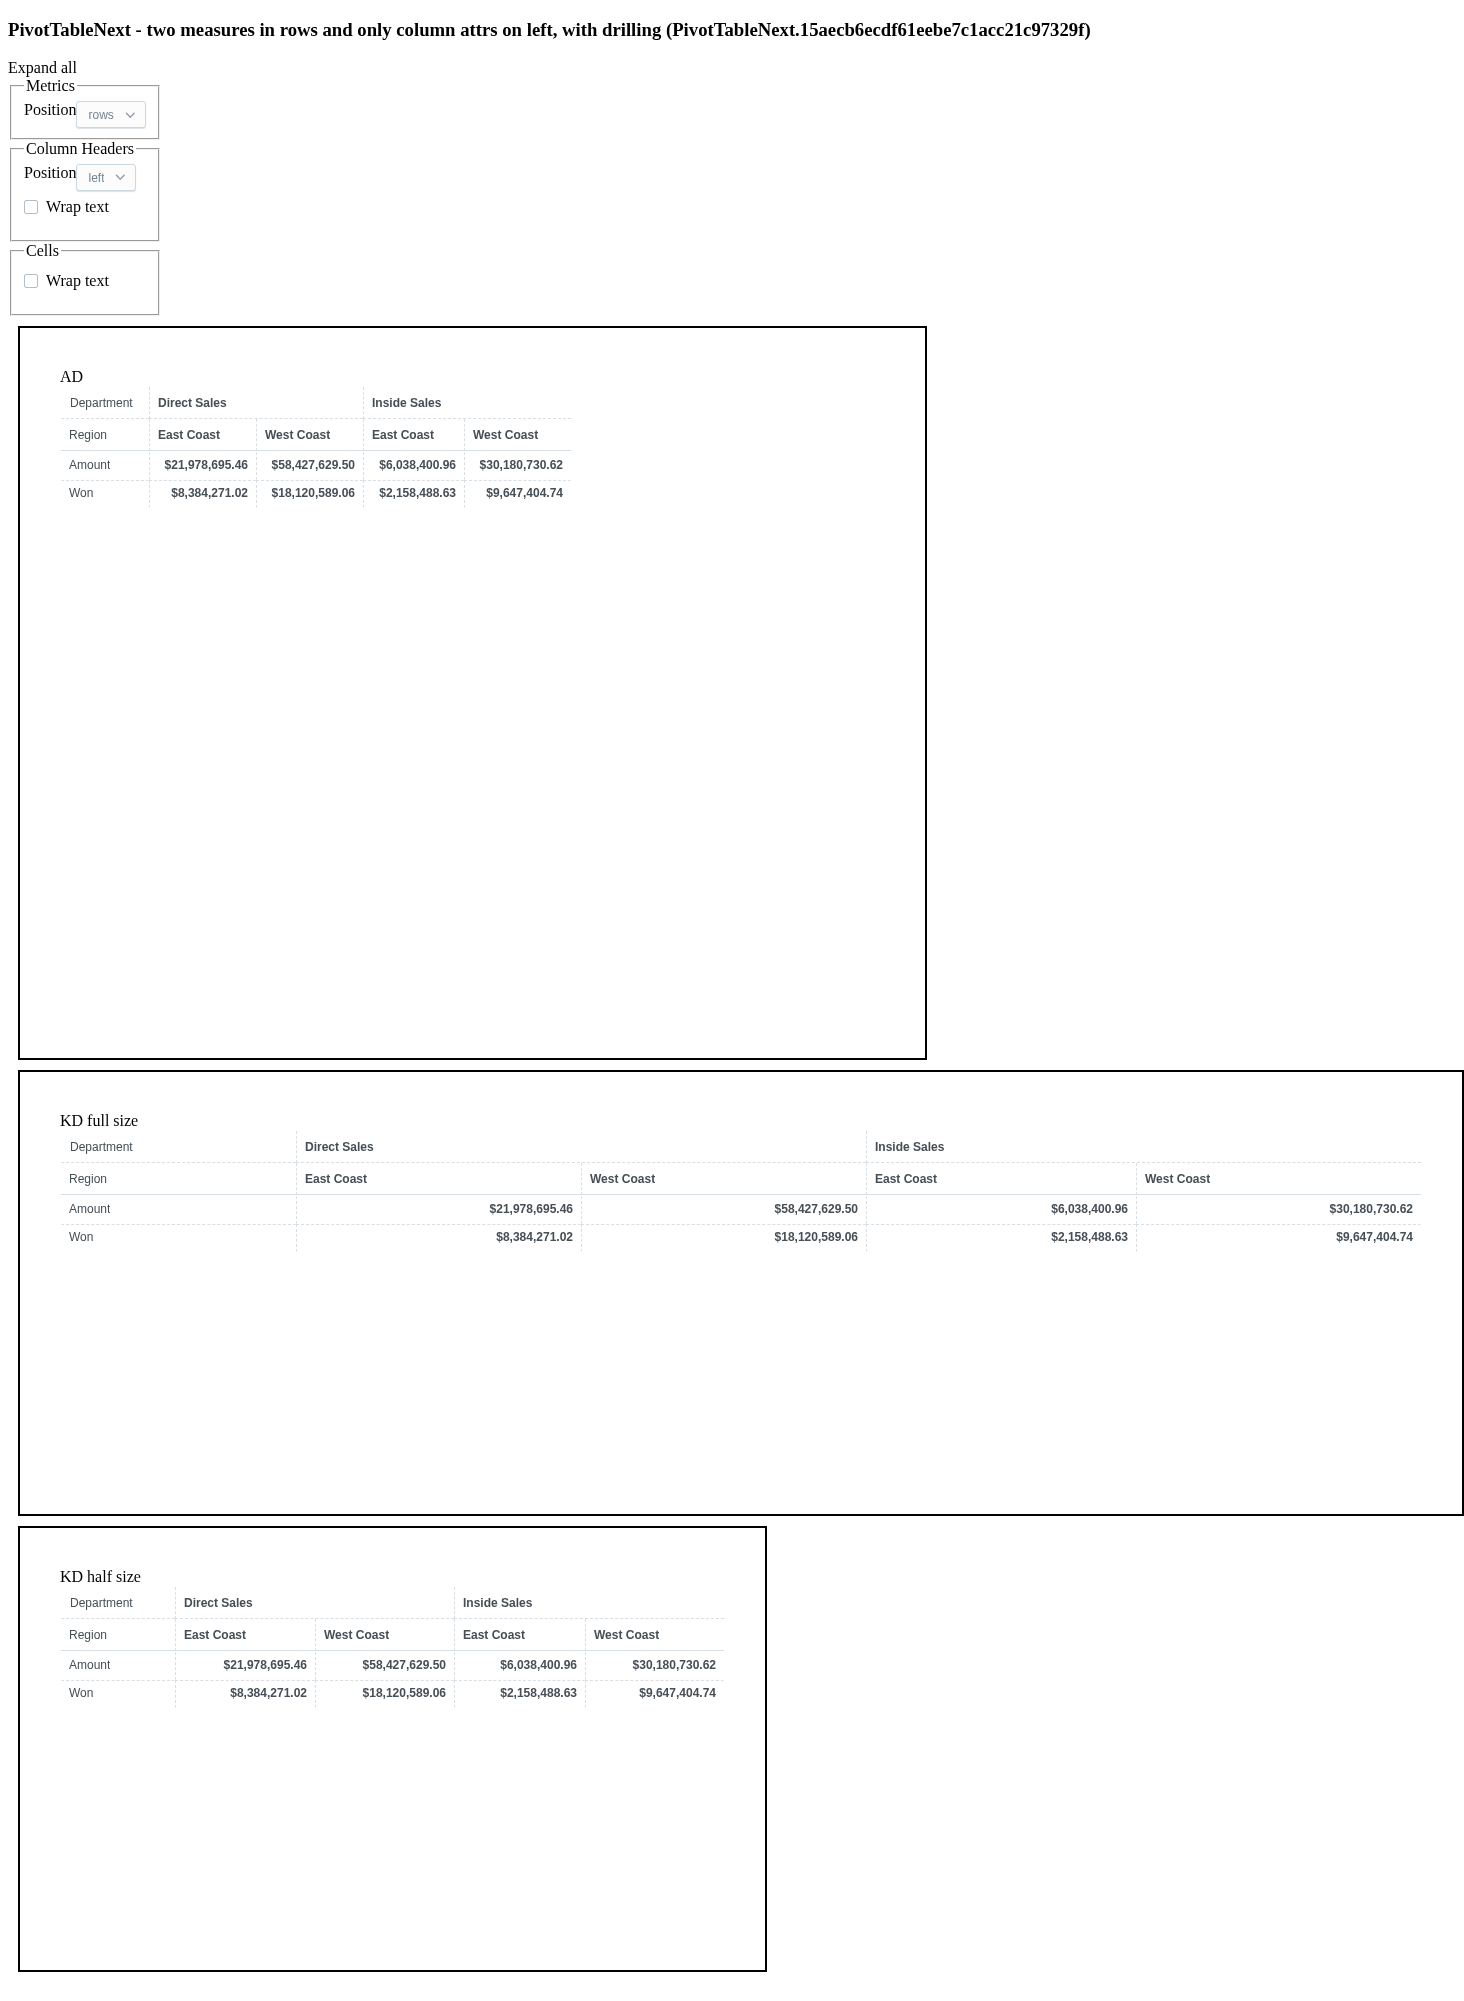 PivotTableNext - two measures in rows and only column attrs on left, with drilling (PivotTableNext.15aecb6ecdf61eebe7c1acc21c97329f)
Expand all
Metrics
Position rows
Column Headers
Position left
Wrap text
Cells
Wrap text
AD
Department Direct Sales Inside Sales
Region East Coast West Coast East Coast West Coast
Amount $21,978,695.46 $58,427,629.50 $6,038,400.96 $30,180,730.62
Won $8,384,271.02 $18,120,589.06 $2,158,488.63 $9,647,404.74
KD full size
Department Direct Sales Inside Sales
Region East Coast West Coast East Coast West Coast
Amount $21,978,695.46 $58,427,629.50 $6,038,400.96 $30,180,730.62
Won $8,384,271.02 $18,120,589.06 $2,158,488.63 $9,647,404.74
KD half size
Department Direct Sales Inside Sales
Region East Coast West Coast East Coast West Coast
Amount $21,978,695.46 $58,427,629.50 $6,038,400.96 $30,180,730.62
Won $8,384,271.02 $18,120,589.06 $2,158,488.63 $9,647,404.74